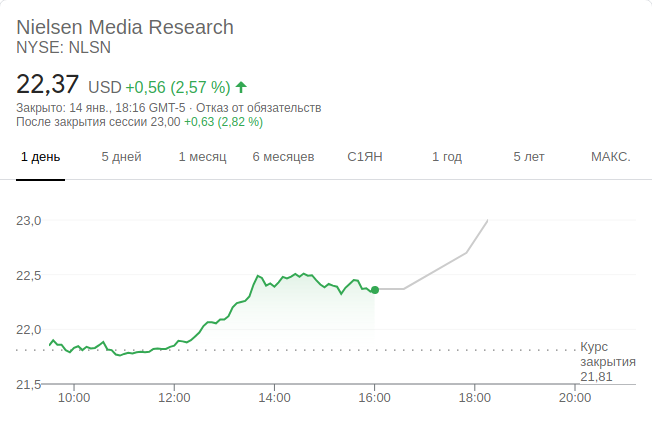 Nielsen Media Research
NYSE: NLSN
22,37 USD +0,56 (2,57 %)
Закрыто: 14 янв., 18:16 GMT-5 · Отказ от обязательств
После закрытия сессии 23,00 +0,63 (2,82 %)
1 день 5 дней 1 месяц 6 месяцев С1ЯН 1 год 5 лет МАКС.
23,0
22,5
22,0
Курс
закрытия
21,81
21,5
10:00 12:00 14:00 16:00 18:00 20:00